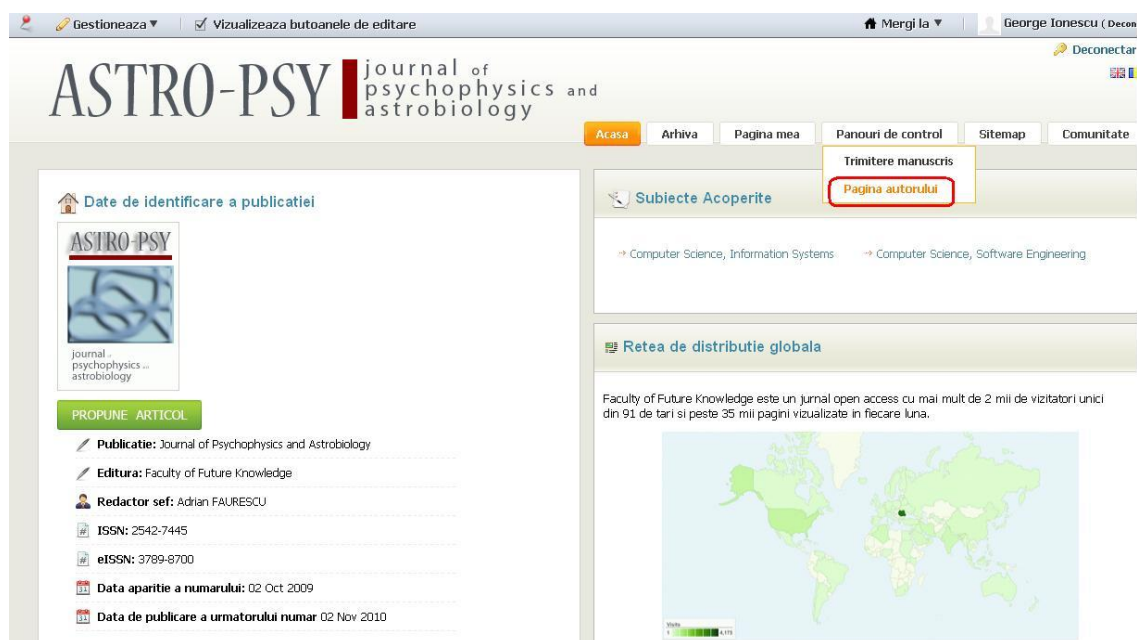 Gestioneaza ▼ Vizualizeaza butoanele de editare Mergi la ▼ George Ionescu ( Decon
Deconectar
ASTRO-PSY journal of psychophysics and astrobiology
Acasa Arhiva Pagina mea Panouri de control Sitemap Comunitate
Trimitere manuscris
Pagina autorului
Date de identificare a publicatiei
ASTRO-PSY
journal
psychophysics
astrobiology
PROPUNE ARTICOL
Publicatie: Journal of Psychophysics and Astrobiology
Editura: Faculty of Future Knowledge
Redactor sef: Adrian FAURESCU
ISSN: 2542-7445
eISSN: 3789-8700
Data aparitie a numarului: 02 Oct 2009
Data de publicare a urmatorului numar 02 Nov 2010
Subiecte Acoperite
Computer Science, Information Systems Computer Science, Software Engineering
Retea de distributie globala
Faculty of Future Knowledge este un jurnal open access cu mai mult de 2 mii de vizitatori unici
din 91 de tari si peste 35 mii pagini vizualizate in fiecare luna.
Visits
1 4,173